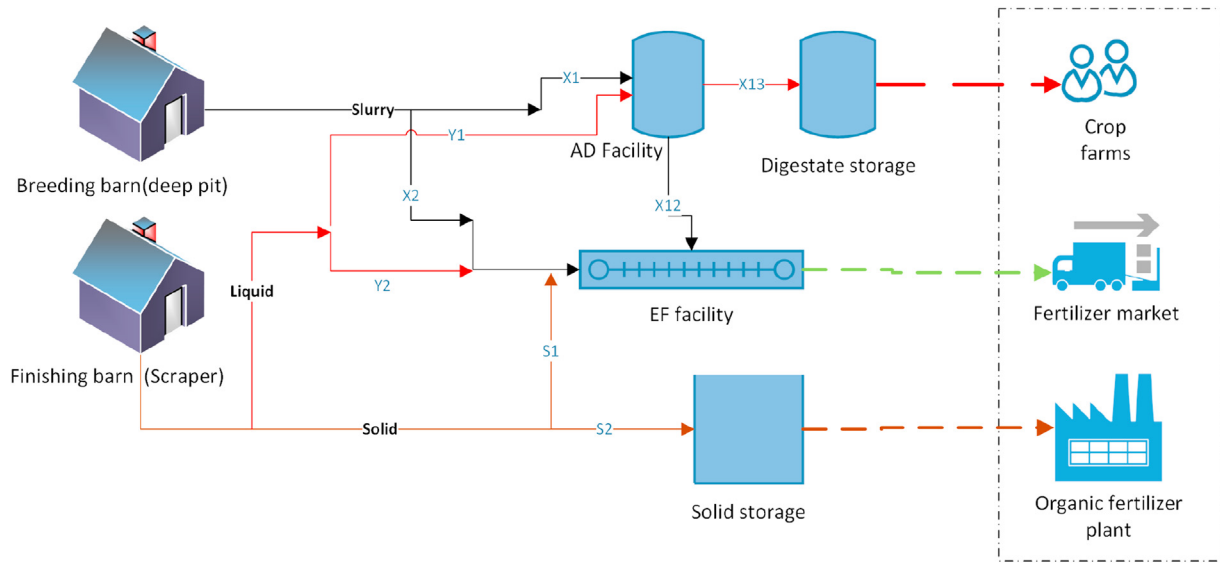 X1
Slurry
Y1
X13
AD Facility
Digestate storage
Crop
farms
Breeding barn(deep pit)
X2
X12
Y2
Liquid
EF facility
Fertilizer market
S1
Finishing barn (Scraper)
Solid
S2
Solid storage
Organic fertilizer
plant